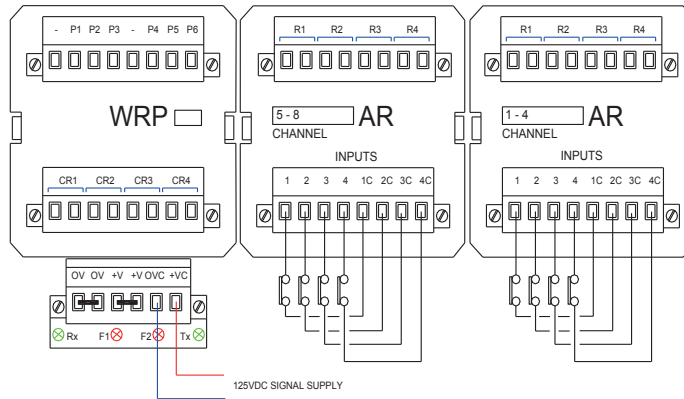 - P1 P2 P3 - P4 P5 P6
WRP
CR1 CR2 CR3 CR4
OV OV +V +V OVC +VC
Rx F1 F2 Tx
125VDC SIGNAL SUPPLY
R1 R2 R3 R4
5 - 8 AR
CHANNEL
INPUTS
1 2 3 4 1C 2C 3C 4C
R1 R2 R3 R4
1 - 4 AR
CHANNEL
INPUTS
1 2 3 4 1C 2C 3C 4C